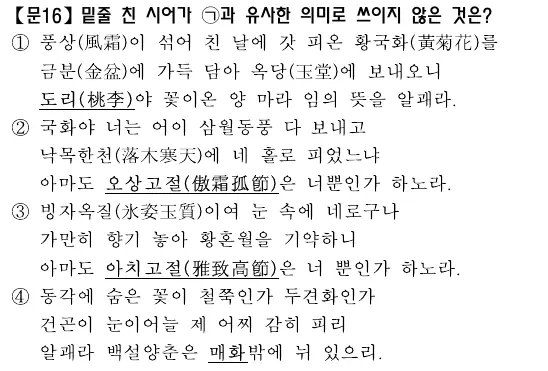 【문16】 밑줄 친 시어가 ㉠과 유사한 의미로 쓰이지 않은 것은?
① 풍상(風霜)이 섞어 친 날에 갓 피온 황국화(黃菊花)를
금분(金盆)에 가득 담아 옥당(玉堂)에 보내오니
도리(桃李)야 꽃이온 양 마라 임의 뜻을 알괘라.
② 국화야 너는 어이 삼월동풍 다 보내고
낙목한천(落木寒天)에 네 홀로 피었느냐
아마도 오상고절(傲霜孤節)은 너뿐인가 하노라.
③ 빙자옥질(氷姿玉質)이여 눈 속에 네로구나
가만히 향기 놓아 황혼월을 기약하니
아마도 아치고절(雅致高節)은 너 뿐인가 하노라.
④ 동각에 숨은 꽃이 철쭉인가 두견화인가
건곤이 눈이어늘 제 어찌 감히 피리
알괘라 백설양춘은 매화밖에 뉘 있으리.